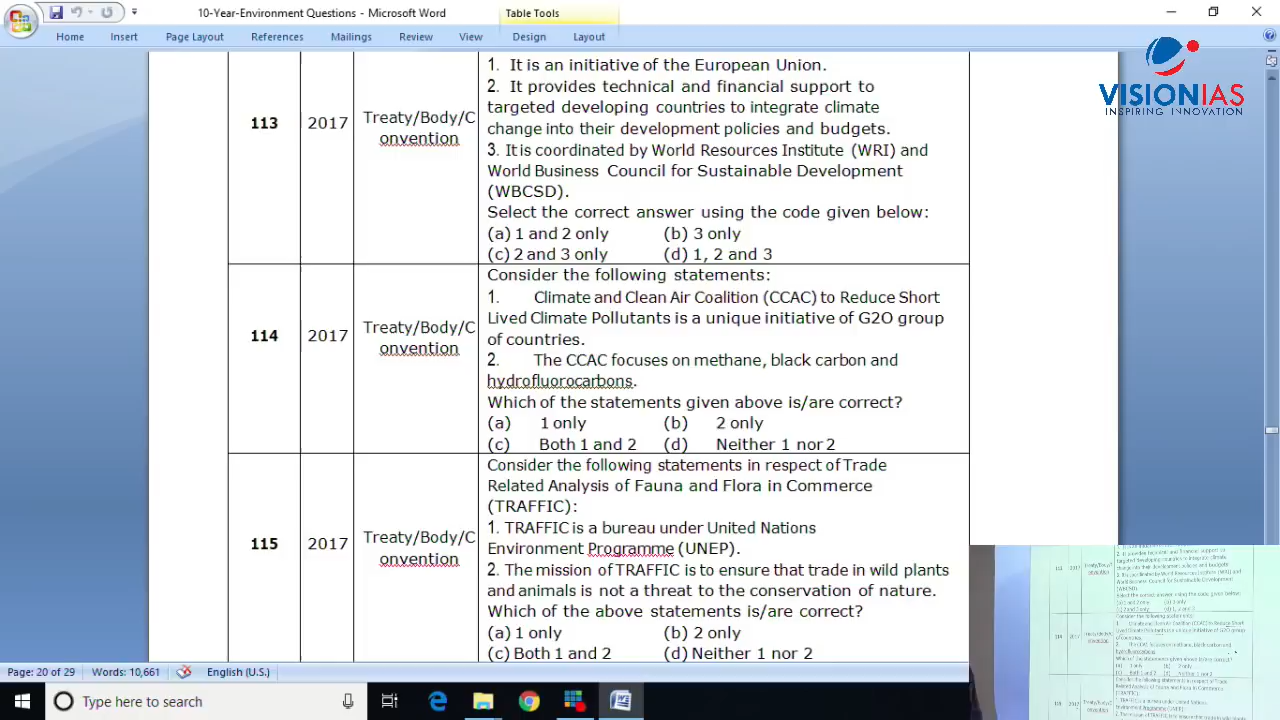 10-Year-Environment Questions - Microsoft Word
Table Tools
Home Insert Page Layout References Mailings Review View Design Layout
VISIONIAS
INSPIRING INNOVATION
113 2017 Treaty/Body/C
onvention
1. It is an initiative of the European Union.
2. It provides technical and financial support to
targeted developing countries to integrate climate
change into their development policies and budgets.
3. It is coordinated by World Resources Institute (WRI) and
World Business Council for Sustainable Development
(WBCSD).
Select the correct answer using the code given below:
(a) 1 and 2 only (b) 3 only
(c) 2 and 3 only (d) 1, 2 and 3
114 2017 Treaty/Body/C
onvention
Consider the following statements:
1. Climate and Clean Air Coalition (CCAC) to Reduce Short
Lived Climate Pollutants is a unique initiative of G2O group
of countries.
2. The CCAC focuses on methane, black carbon and
hydrofluorocarbons.
Which of the statements given above is/are correct?
(a) 1 only (b) 2 only
(c) Both 1 and 2 (d) Neither 1 nor 2
115 2017 Treaty/Body/C
onvention
Consider the following statements in respect of Trade
Related Analysis of Fauna and Flora in Commerce
(TRAFFIC):
1. TRAFFIC is a bureau under United Nations
Environment Programme (UNEP).
2. The mission of TRAFFIC is to ensure that trade in wild plants
and animals is not a threat to the conservation of nature.
Which of the above statements is/are correct?
(a) 1 only (b) 2 only
(c) Both 1 and 2 (d) Neither 1 nor 2
Page: 20 of 29 Words: 10,661 English (U.S.)
Type here to search